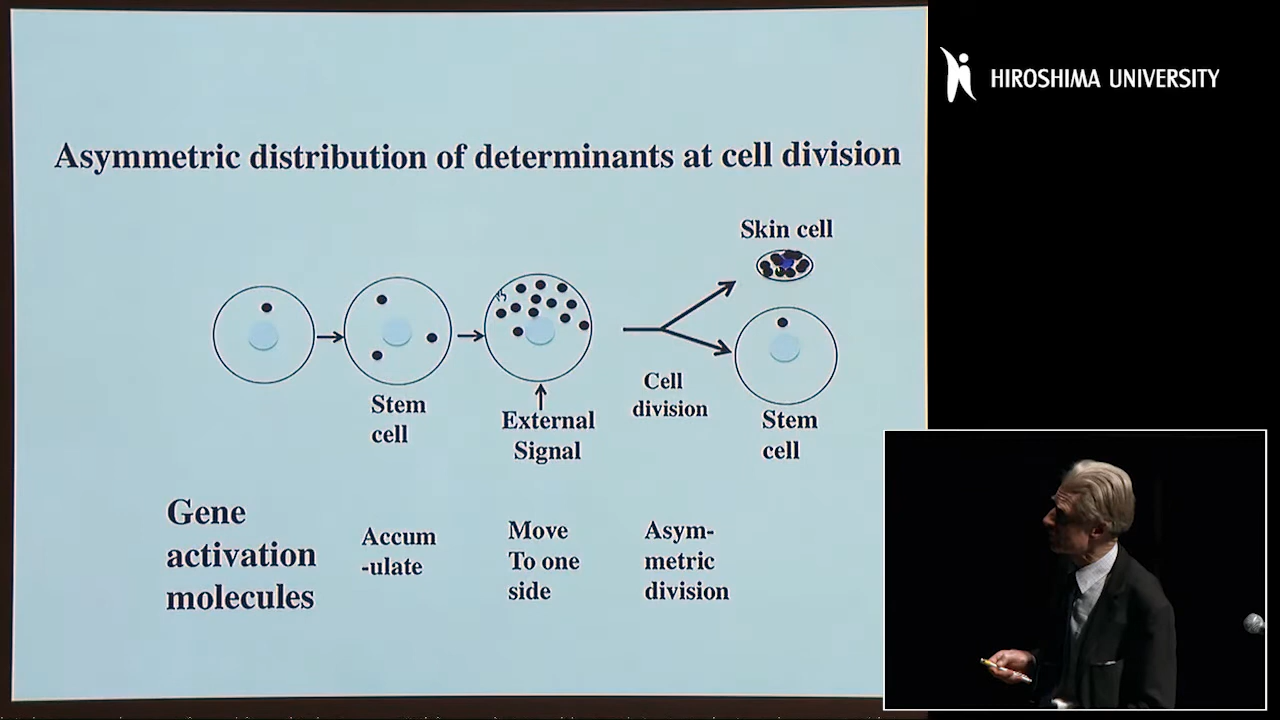 HIROSHIMA UNIVERSITY
Asymmetric distribution of determinants at cell division
Skin cell
Stem
cell
External
Signal
Cell
division
Stem
cell
Gene
activation
molecules
Accum
-ulate
Move
To one
side
Asym-
metric
division